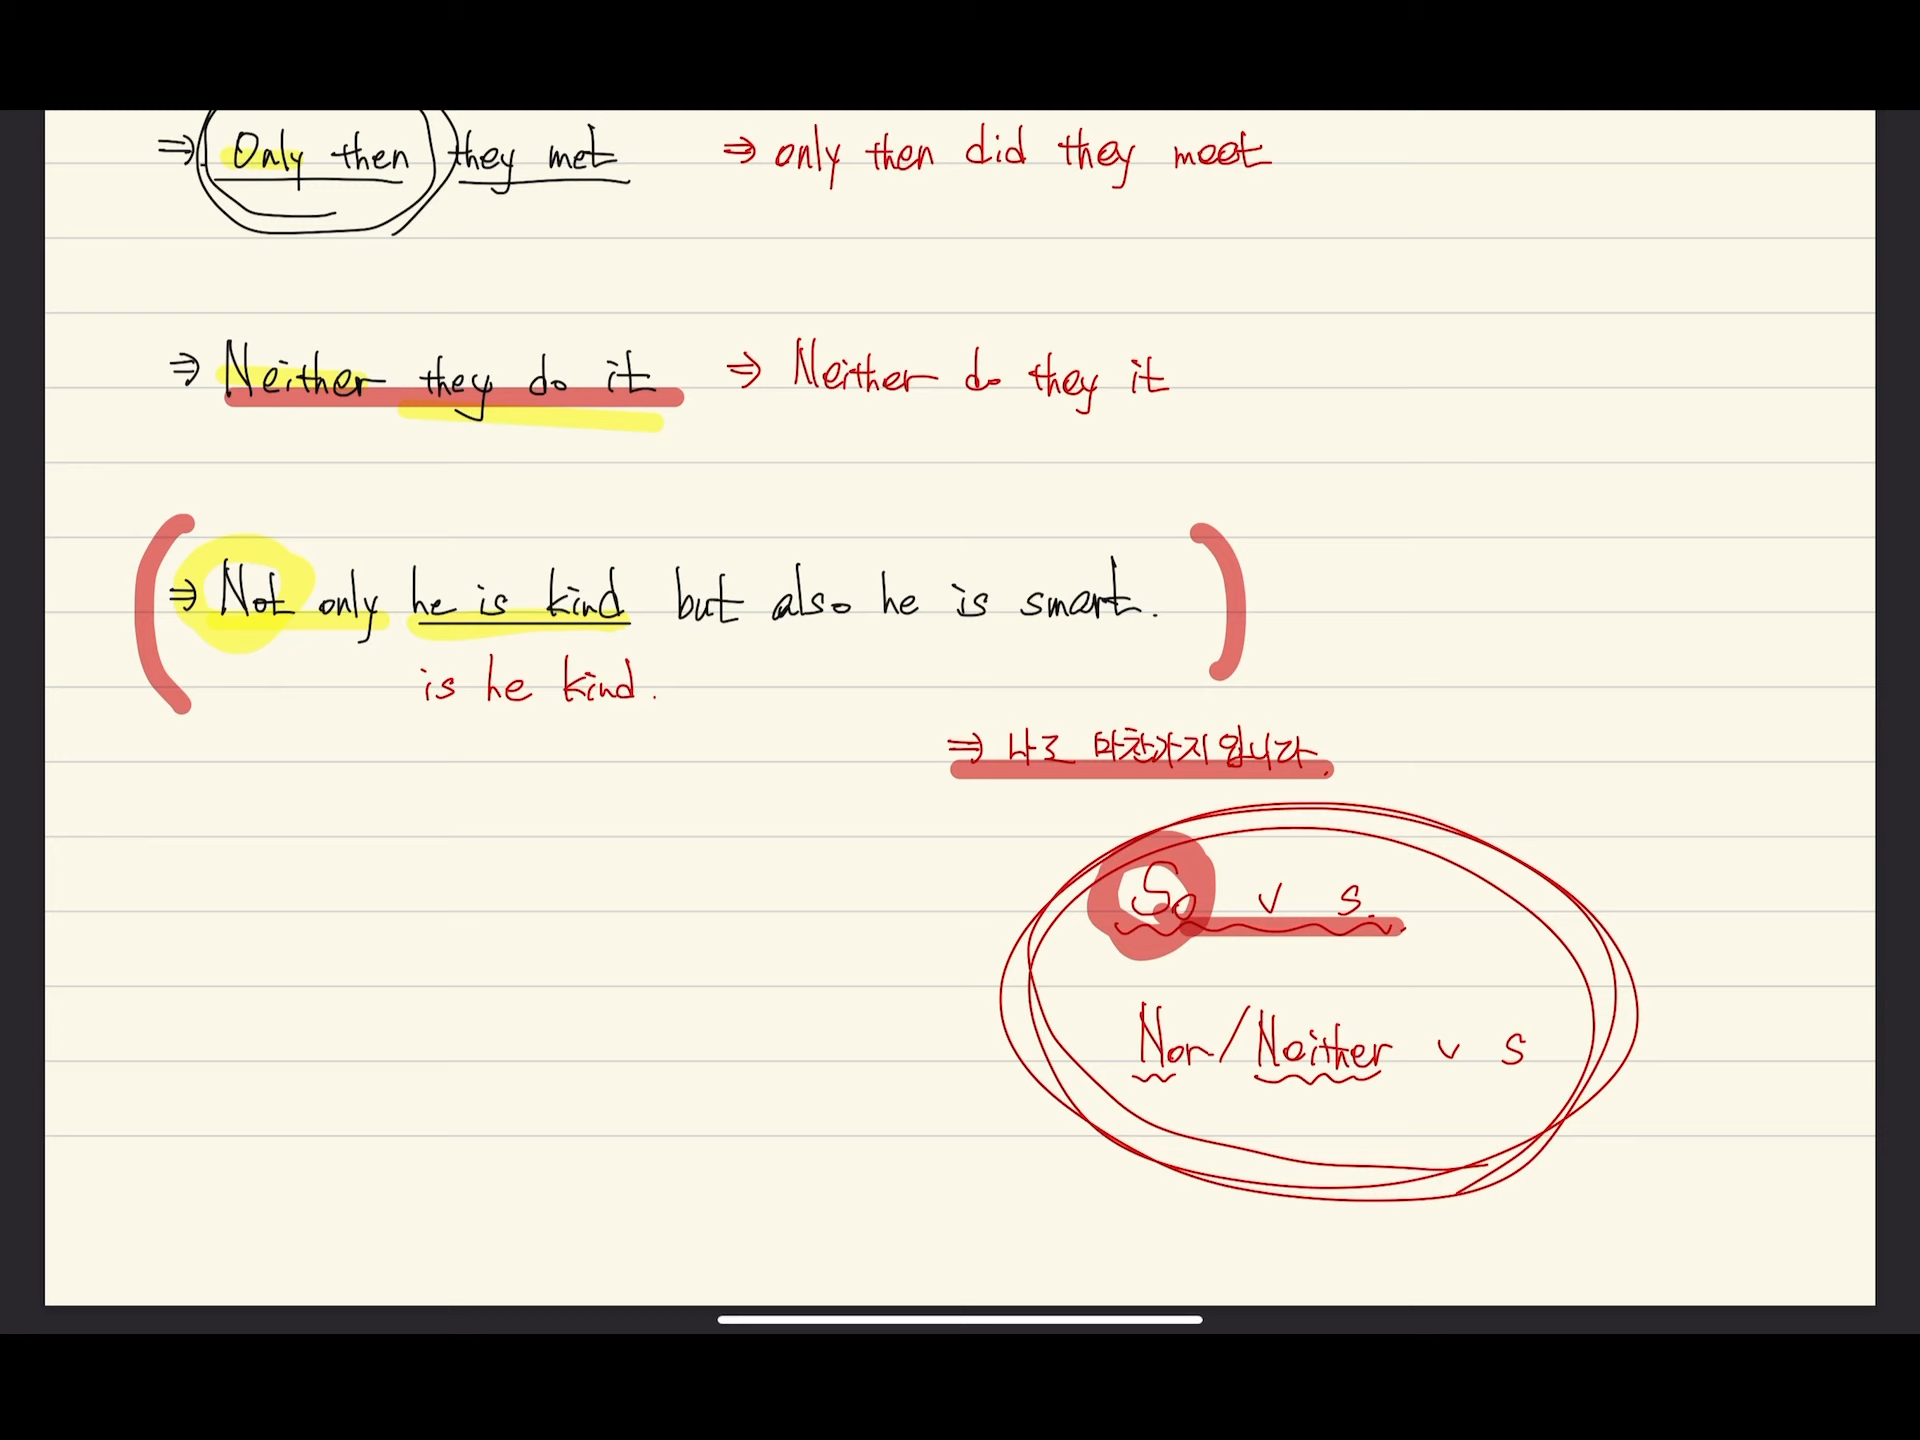 ⇒ Only then they met ⇒ only then did they meet
⇒ Neither they do it ⇒ Neither do they it
⇒ Not only he is kind but also he is smart.
is he kind.
⇒ 나도 마찬가지입니다.
So v s.
Nor/Neither v s